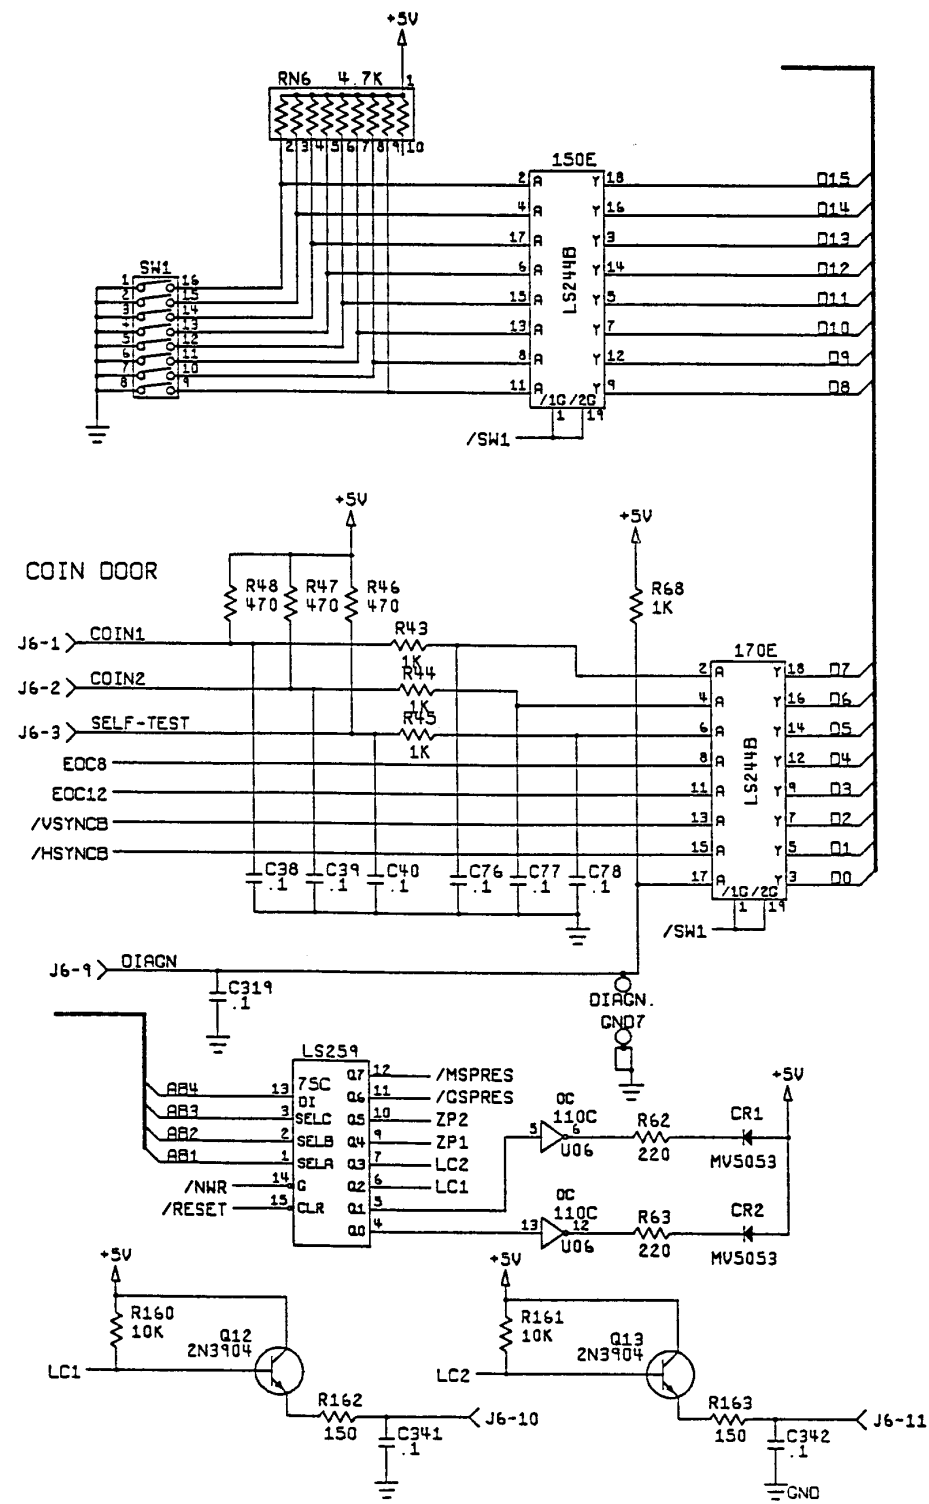 +5V
RN6 4.7K 1
2 3 4 5 6 7 8 9 10
150E
2 A Y 18 D15
4 A Y 16 D14
17 A Y 3 D13
6 A Y 14 D12
15 A Y 5 D11
13 A Y 7 D10
8 A Y 12 D9
11 A Y 9 D8
LS244B
/1G /2G
1 19
/SW1
SW1
1 16
2 15
3 14
4 13
5 12
6 11
7 10
8 9
+5V
+5V
COIN DOOR
R48 470
R47 470
R46 470
R68 1K
J6-1 COIN1
R43 1K
J6-2 COIN2
R44 1K
J6-3 SELF-TEST
R45 1K
EOC8
EOC12
/VSYNCB
/HSYNCB
170E
2 A Y 18 D7
4 A Y 16 D6
6 A Y 14 D5
8 A Y 12 D4
11 A Y 9 D3
13 A Y 7 D2
15 A Y 5 D1
17 A Y 3 D0
LS244B
/1G /2G
1 19
/SW1
C38 .1
C39 .1
C40 .1
C76 .1
C77 .1
C78 .1
J6-9 DIAGN
C319 .1
DIAGN.
GND7
LS259
75C
AB4 13 DI
AB3 3 SELC
AB2 2 SELB
AB1 1 SELA
/NWR 14 G
/RESET 15 CLR
Q7 12 /MSPRES
Q6 11 /GSPRES
Q5 10 ZP2
Q4 9 ZP1
Q3 7 LC2
Q2 6 LC1
Q1 5
Q0 4
OC
110C
5 6
U06
R62 220
CR1
MV5053
+5V
OC
110C
13 12
U06
R63 220
CR2
MV5053
+5V
R160 10K
Q12
2N3904
LC1
R162 150
C341 .1
J6-10
+5V
R161 10K
Q13
2N3904
LC2
R163 150
C342 .1
J6-11
GND